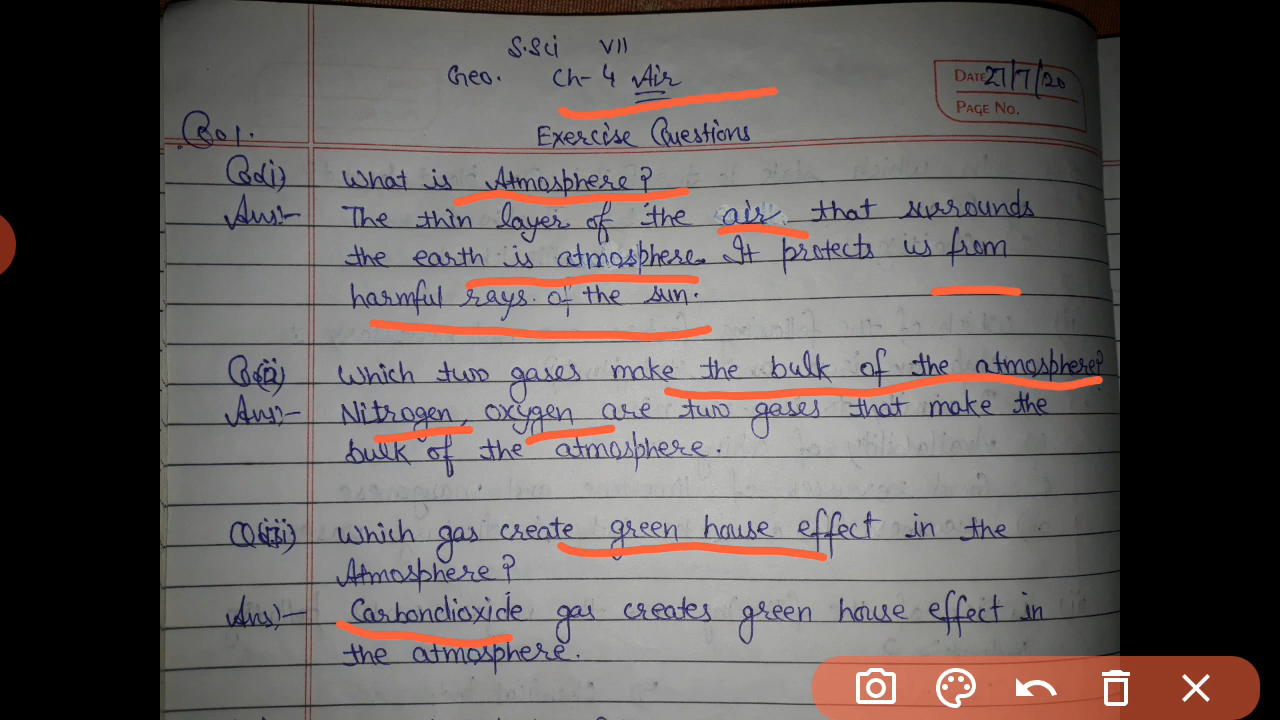 S.Sci VII
Geo. Ch-4 Air
DATE 27/7/20
PAGE No.
Q01.
Exercise Questions
Q(i) What is Atmosphere?
Ans:- The thin layer of the air that surrounds
the earth is atmosphere. It protects us from
harmful rays of the sun.
Q(ii) Which two gases make the bulk of the atmosphere?
Ans:- Nitrogen, oxygen are two gases that make the
bulk of the atmosphere.
Q(iii) Which gas create green house effect in the
Atmosphere?
Ans:- Carbondioxide gas creates green house effect in
the atmosphere.